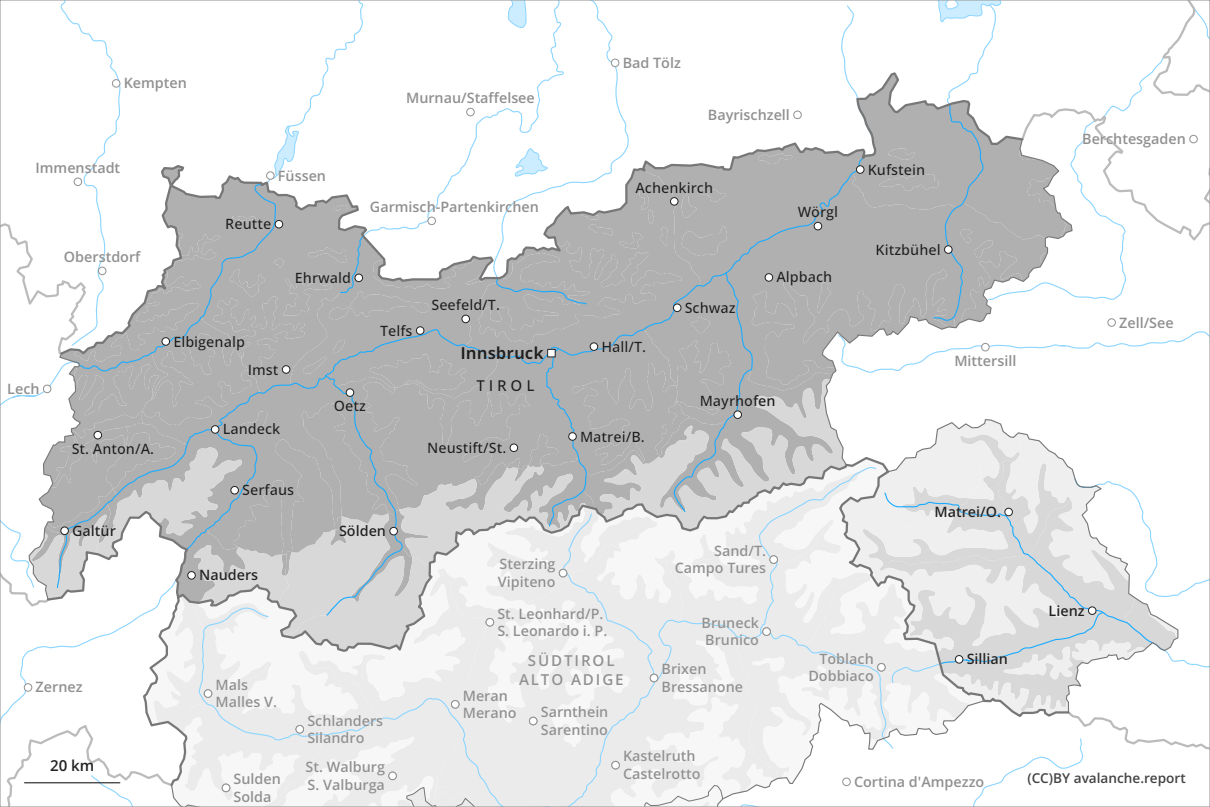 Kempten
Bad Tölz
Murnau/Staffelsee
Bayrischzell
Berchtesgaden
Immenstadt
Füssen
Kufstein
Achenkirch
Garmisch-Partenkirchen
Wörgl
Reutte
Kitzbühel
Oberstdorf
Ehrwald
Alpbach
Seefeld/T.
Schwaz
Zell/See
Telfs
Elbigenalp
Innsbruck
Hall/T.
Mittersill
Imst
TIROL
Lech
Oetz
Mayrhofen
Landeck
Matrei/B.
St. Anton/A.
Neustift/St.
Serfaus
Matrei/O.
Galtür
Sölden
Sand/T.
Campo Tures
Sterzing
Vipiteno
Nauders
Lienz
St. Leonhard/P.
S. Leonardo i. P.
Bruneck
Brunico
SÜDTIROL
ALTO ADIGE
Sillian
Toblach
Dobbiaco
Brixen
Bressanone
Zernez
Mals
Malles V.
Meran
Merano
Sarnthein
Sarentino
Schlanders
Silandro
Kastelruth
Castelrotto
St. Walburg
S. Valburga
20 km
Sulden
Solda
Cortina d'Ampezzo
(CC)BY avalanche.report